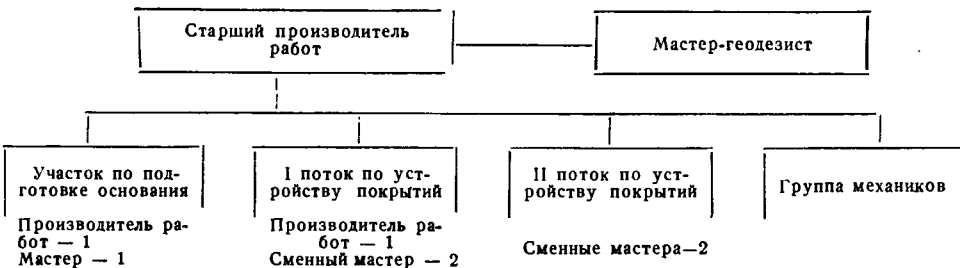 Старший производитель
работ
Мастер-геодезист
Участок по под-
готовке основания
Производитель ра-
бот — 1
Мастер — 1
I поток по уст-
ройству покрытий
Производитель ра-
бот — 1
Сменный мастер — 2
II поток по уст-
ройству покрытий
Сменные мастера—2
Группа механиков